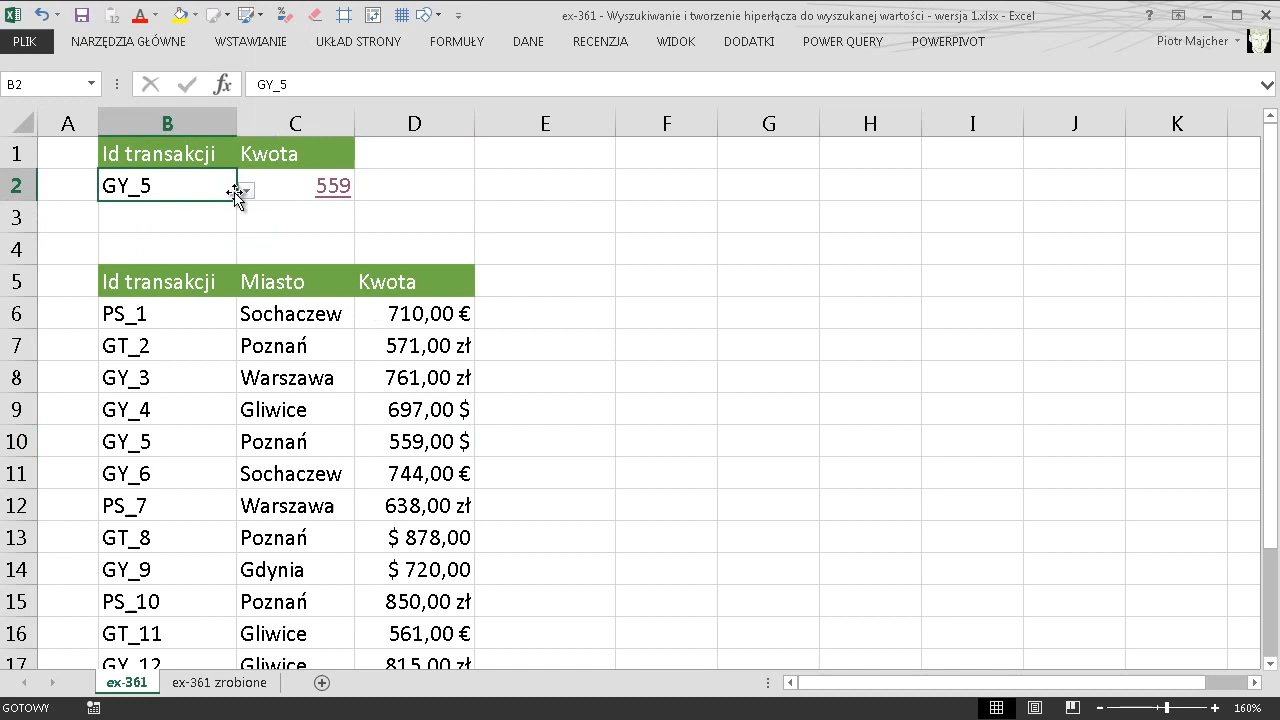 ex-361 - Wyszukiwanie i tworzenie hiperłącza do wyszukanej wartości - wersja 1.xlsx - Excel
PLIK NARZĘDZIA GŁÓWNE WSTAWIANIE UKŁAD STRONY FORMUŁY DANE RECENZJA WIDOK DODATKI POWER QUERY POWERPIVOT Piotr Majcher
B2 fx GY_5
A B C D E F G H I J K
1 Id transakcji Kwota
2 GY_5 559
3
4
5 Id transakcji Miasto Kwota
6 PS_1 Sochaczew 710,00 €
7 GT_2 Poznań 571,00 zł
8 GY_3 Warszawa 761,00 zł
9 GY_4 Gliwice 697,00 $
10 GY_5 Poznań 559,00 $
11 GY_6 Sochaczew 744,00 €
12 PS_7 Warszawa 638,00 zł
13 GT_8 Poznań $ 878,00
14 GY_9 Gdynia $ 720,00
15 PS_10 Poznań 850,00 zł
16 GT_11 Gliwice 561,00 €
17 GY_12 Gliwice 815,00 zł
ex-361 ex-361 zrobione
GOTOWY 160%